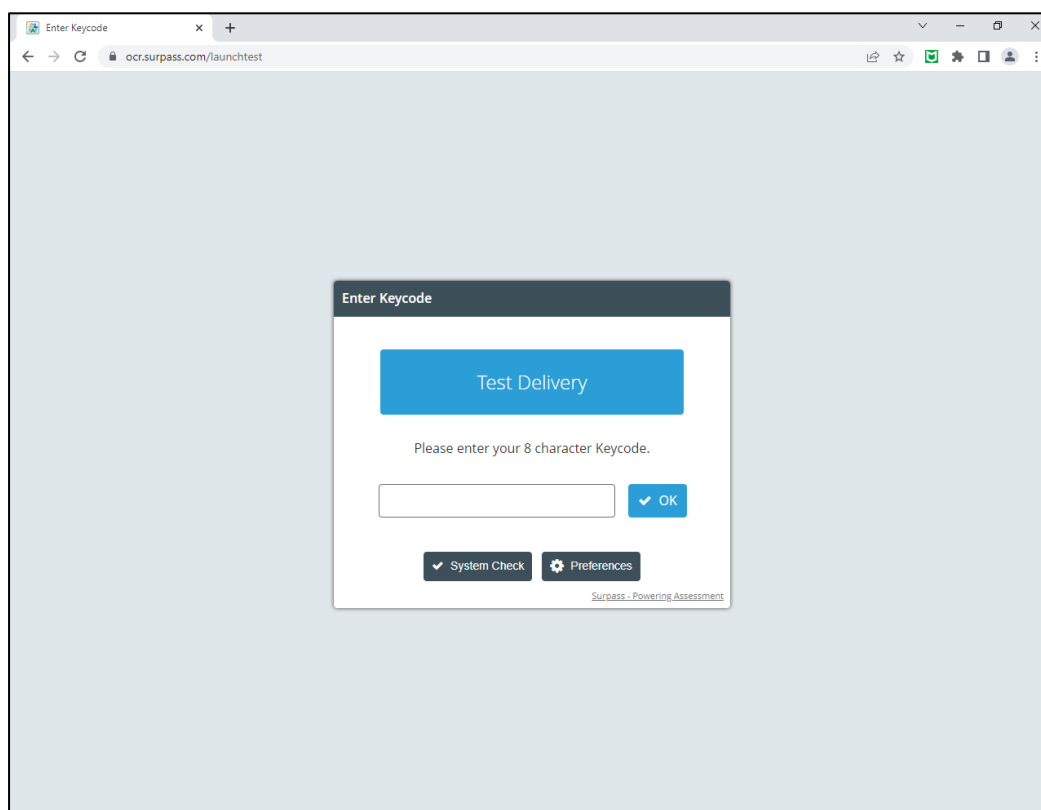 Enter Keycode
ocr.surpass.com/launchtest
Enter Keycode
Test Delivery
Please enter your 8 character Keycode.
OK
System Check Preferences
Surpass - Powering Assessment